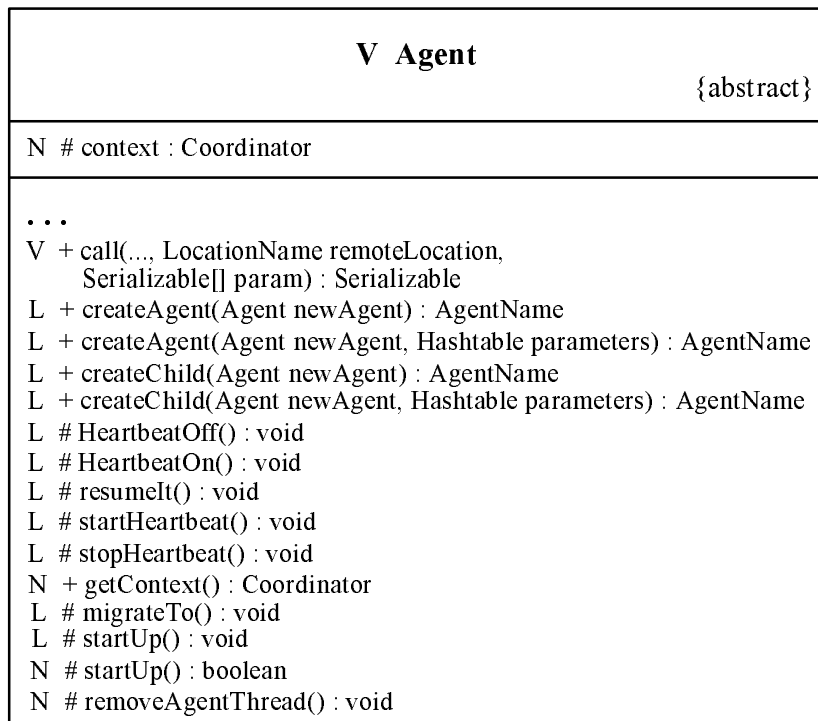 V Agent
{abstract}
N # context : Coordinator
. . .
V + call(..., LocationName remoteLocation,
Serializable[] param) : Serializable
L + createAgent(Agent newAgent) : AgentName
L + createAgent(Agent newAgent, Hashtable parameters) : AgentName
L + createChild(Agent newAgent) : AgentName
L + createChild(Agent newAgent, Hashtable parameters) : AgentName
L # HeartbeatOff() : void
L # HeartbeatOn() : void
L # resumeIt() : void
L # startHeartbeat() : void
L # stopHeartbeat() : void
N + getContext() : Coordinator
L # migrateTo() : void
L # startUp() : void
N # startUp() : boolean
N # removeAgentThread() : void